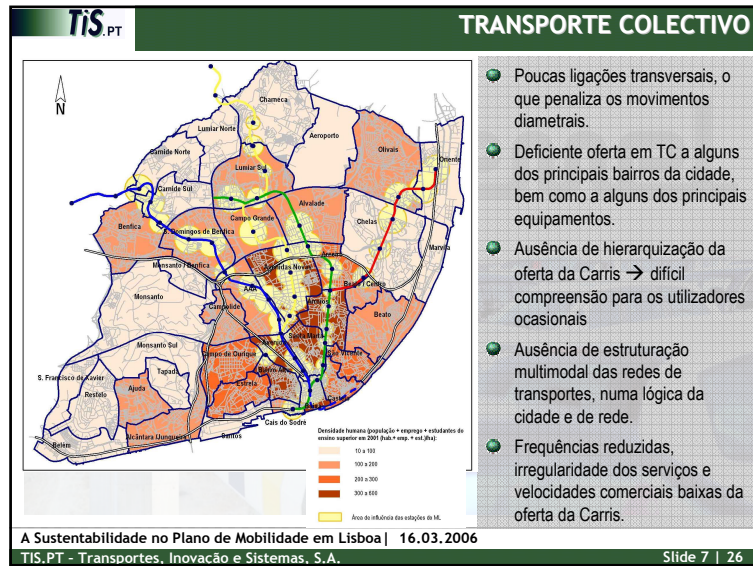 TiS.PT
TRANSPORTE COLECTIVO
N
Charneca
Lumiar Norte
Aeroporto
Olivais
Oriente
Carnide Norte
Lumiar Sul
Carnide Sul
Alvalade
Campo Grande
Chelas
Benfica
S. Domingos de Benfica
Marvila
Monsanto / Benfica
Avenidas Novas
Areeiro
Beato / Centro
AAA
Arroios
Monsanto
Campolide
Beato
Santa Marta
Monsanto Sul
Campo de Ourique
São Vicente
Bairro Alto
S. Francisco de Xavier
Tapada
Estrela
Restelo
Ajuda
Cais do Sodré
Alcântara /Junqueira
Santos
Belém
Densidade humana (população + emprego + estudantes do
ensino superior em 2001 (hab.+ emp. + est.)/ha):
10 a 100
100 a 200
200 a 300
300 a 600
Área de influência das estações do ML
Poucas ligações transversais, o
que penaliza os movimentos
diametrais.
Deficiente oferta em TC a alguns
dos principais bairros da cidade,
bem como a alguns dos principais
equipamentos.
Ausência de hierarquização da
oferta da Carris → difícil
compreensão para os utilizadores
ocasionais
Ausência de estruturação
multimodal das redes de
transportes, numa lógica da
cidade e de rede.
Frequências reduzidas,
irregularidade dos serviços e
velocidades comerciais baixas da
oferta da Carris.
A Sustentabilidade no Plano de Mobilidade em Lisboa| 16.03.2006
TIS.PT - Transportes, Inovação e Sistemas, S.A.
Slide 7 | 26